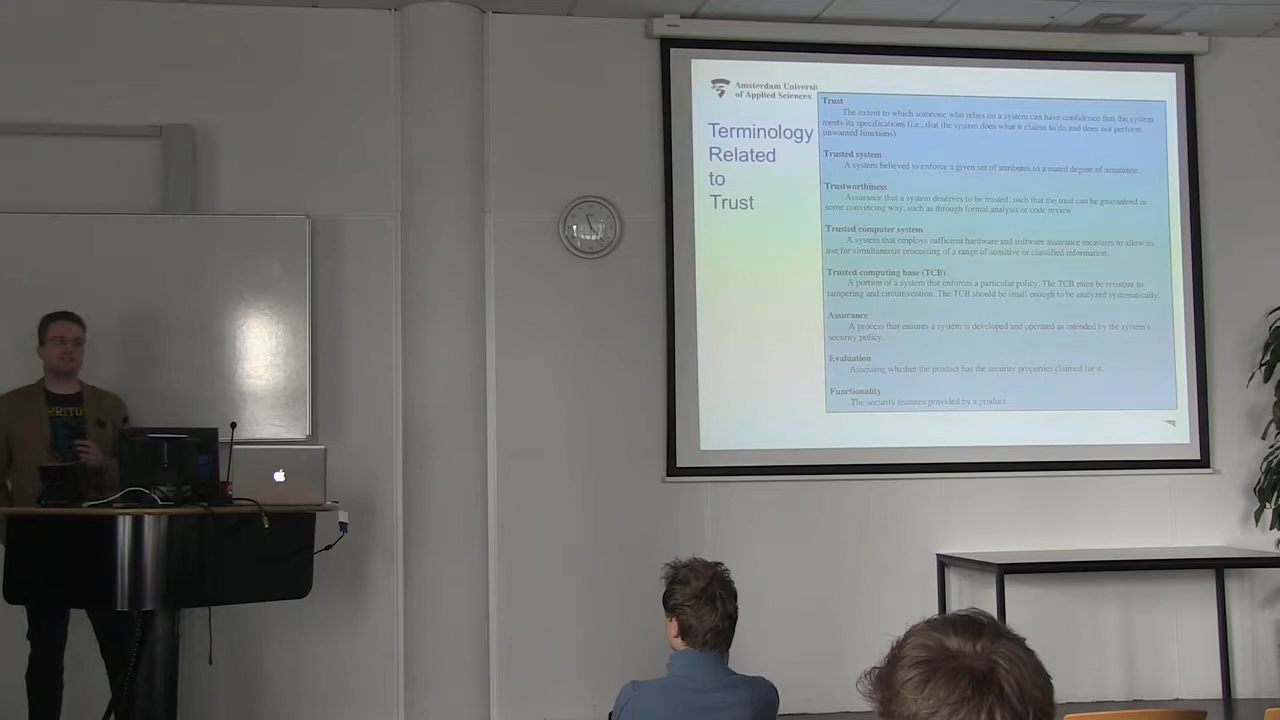 Amsterdam Universi
of Applied Sciences
Terminology
Related
to
Trust
Trust
The extent to which someone who relies on a system can have confidence that the system
meets its specifications (i.e., that the system does what it claims to do and does not perform
unwanted functions)
Trusted system
A system believed to enforce a given set of attributes to a stated degree of assurance.
Trustworthiness
Assurance that a system deserves to be trusted, such that the trust can be guaranteed in
some convincing way, such as through formal analysis or code review.
Trusted computer system
A system that employs sufficient hardware and software assurance measures to allow its
use for simultaneous processing of a range of sensitive or classified information.
Trusted computing base (TCB)
A portion of a system that enforces a particular policy. The TCB must be resistant to
tampering and circumvention. The TCB should be small enough to be analyzed systematically.
Assurance
A process that ensures a system is developed and operated as intended by the system's
security policy.
Evaluation
Assessing whether the product has the security properties claimed for it.
Functionality
The security features provided by a product